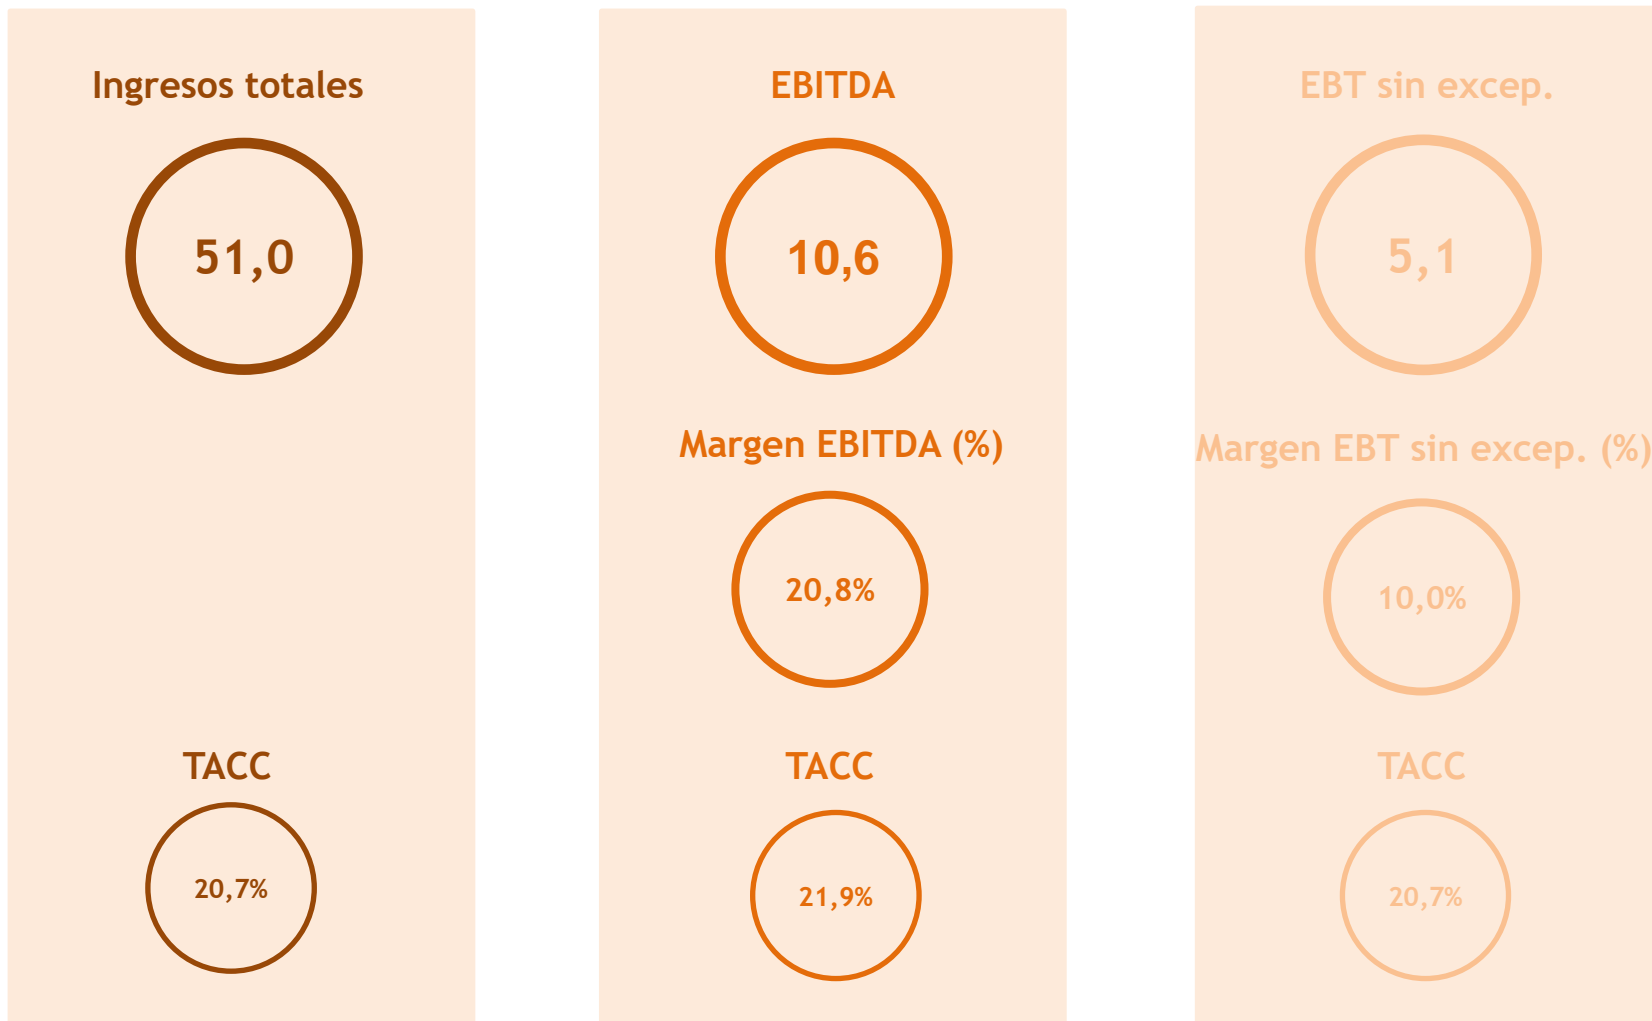 Ingresos totales
51,0
TACC
20,7%
EBITDA
10,6
Margen EBITDA (%)
20,8%
TACC
21,9%
EBT sin excep.
5,1
Margen EBT sin excep. (%)
10,0%
TACC
20,7%